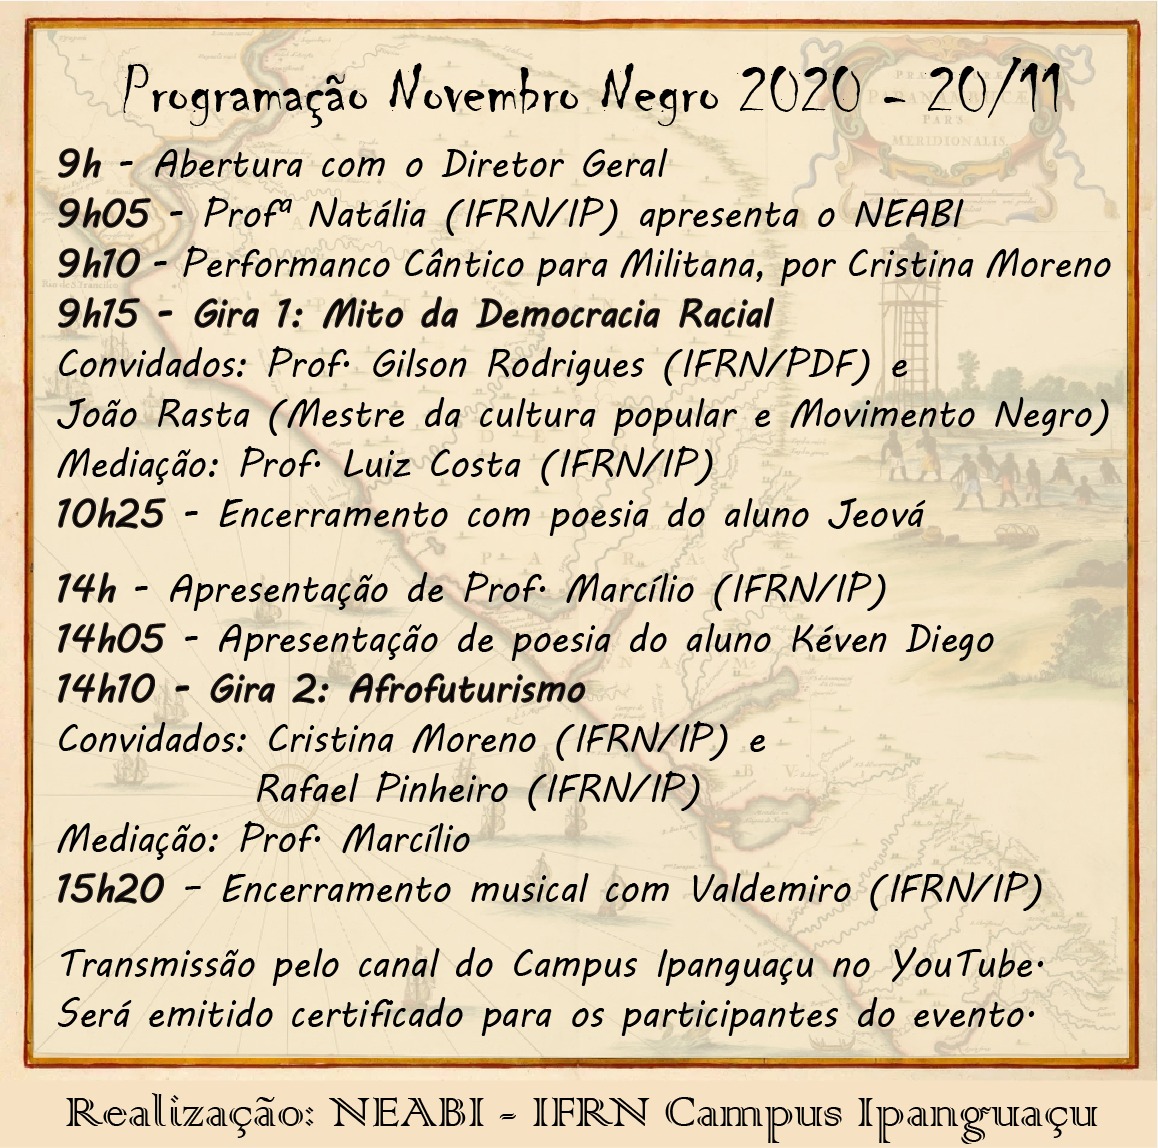 Programação Novembro Negro 2020 - 20/11
9h - Abertura com o Diretor Geral
9h05 - Profª Natália (IFRN/IP) apresenta o NEABI
9h10 - Performanco Cântico para Militana, por Cristina Moreno
9h15 - Gira 1: Mito da Democracia Racial
Convidados: Prof. Gilson Rodrigues (IFRN/PDF) e
João Rasta (Mestre da cultura popular e Movimento Negro)
Mediação: Prof. Luiz Costa (IFRN/IP)
10h25 - Encerramento com poesia do aluno Jeová
14h - Apresentação de Prof. Marcílio (IFRN/IP)
14h05 - Apresentação de poesia do aluno Kéven Diego
14h10 - Gira 2: Afrofuturismo
Convidados: Cristina Moreno (IFRN/IP) e
Rafael Pinheiro (IFRN/IP)
Mediação: Prof. Marcílio
15h20 - Encerramento musical com Valdemiro (IFRN/IP)
Transmissão pelo canal do Campus Ipanguaçu no YouTube.
Será emitido certificado para os participantes do evento.
Realização: NEABI - IFRN Campus Ipanguaçu